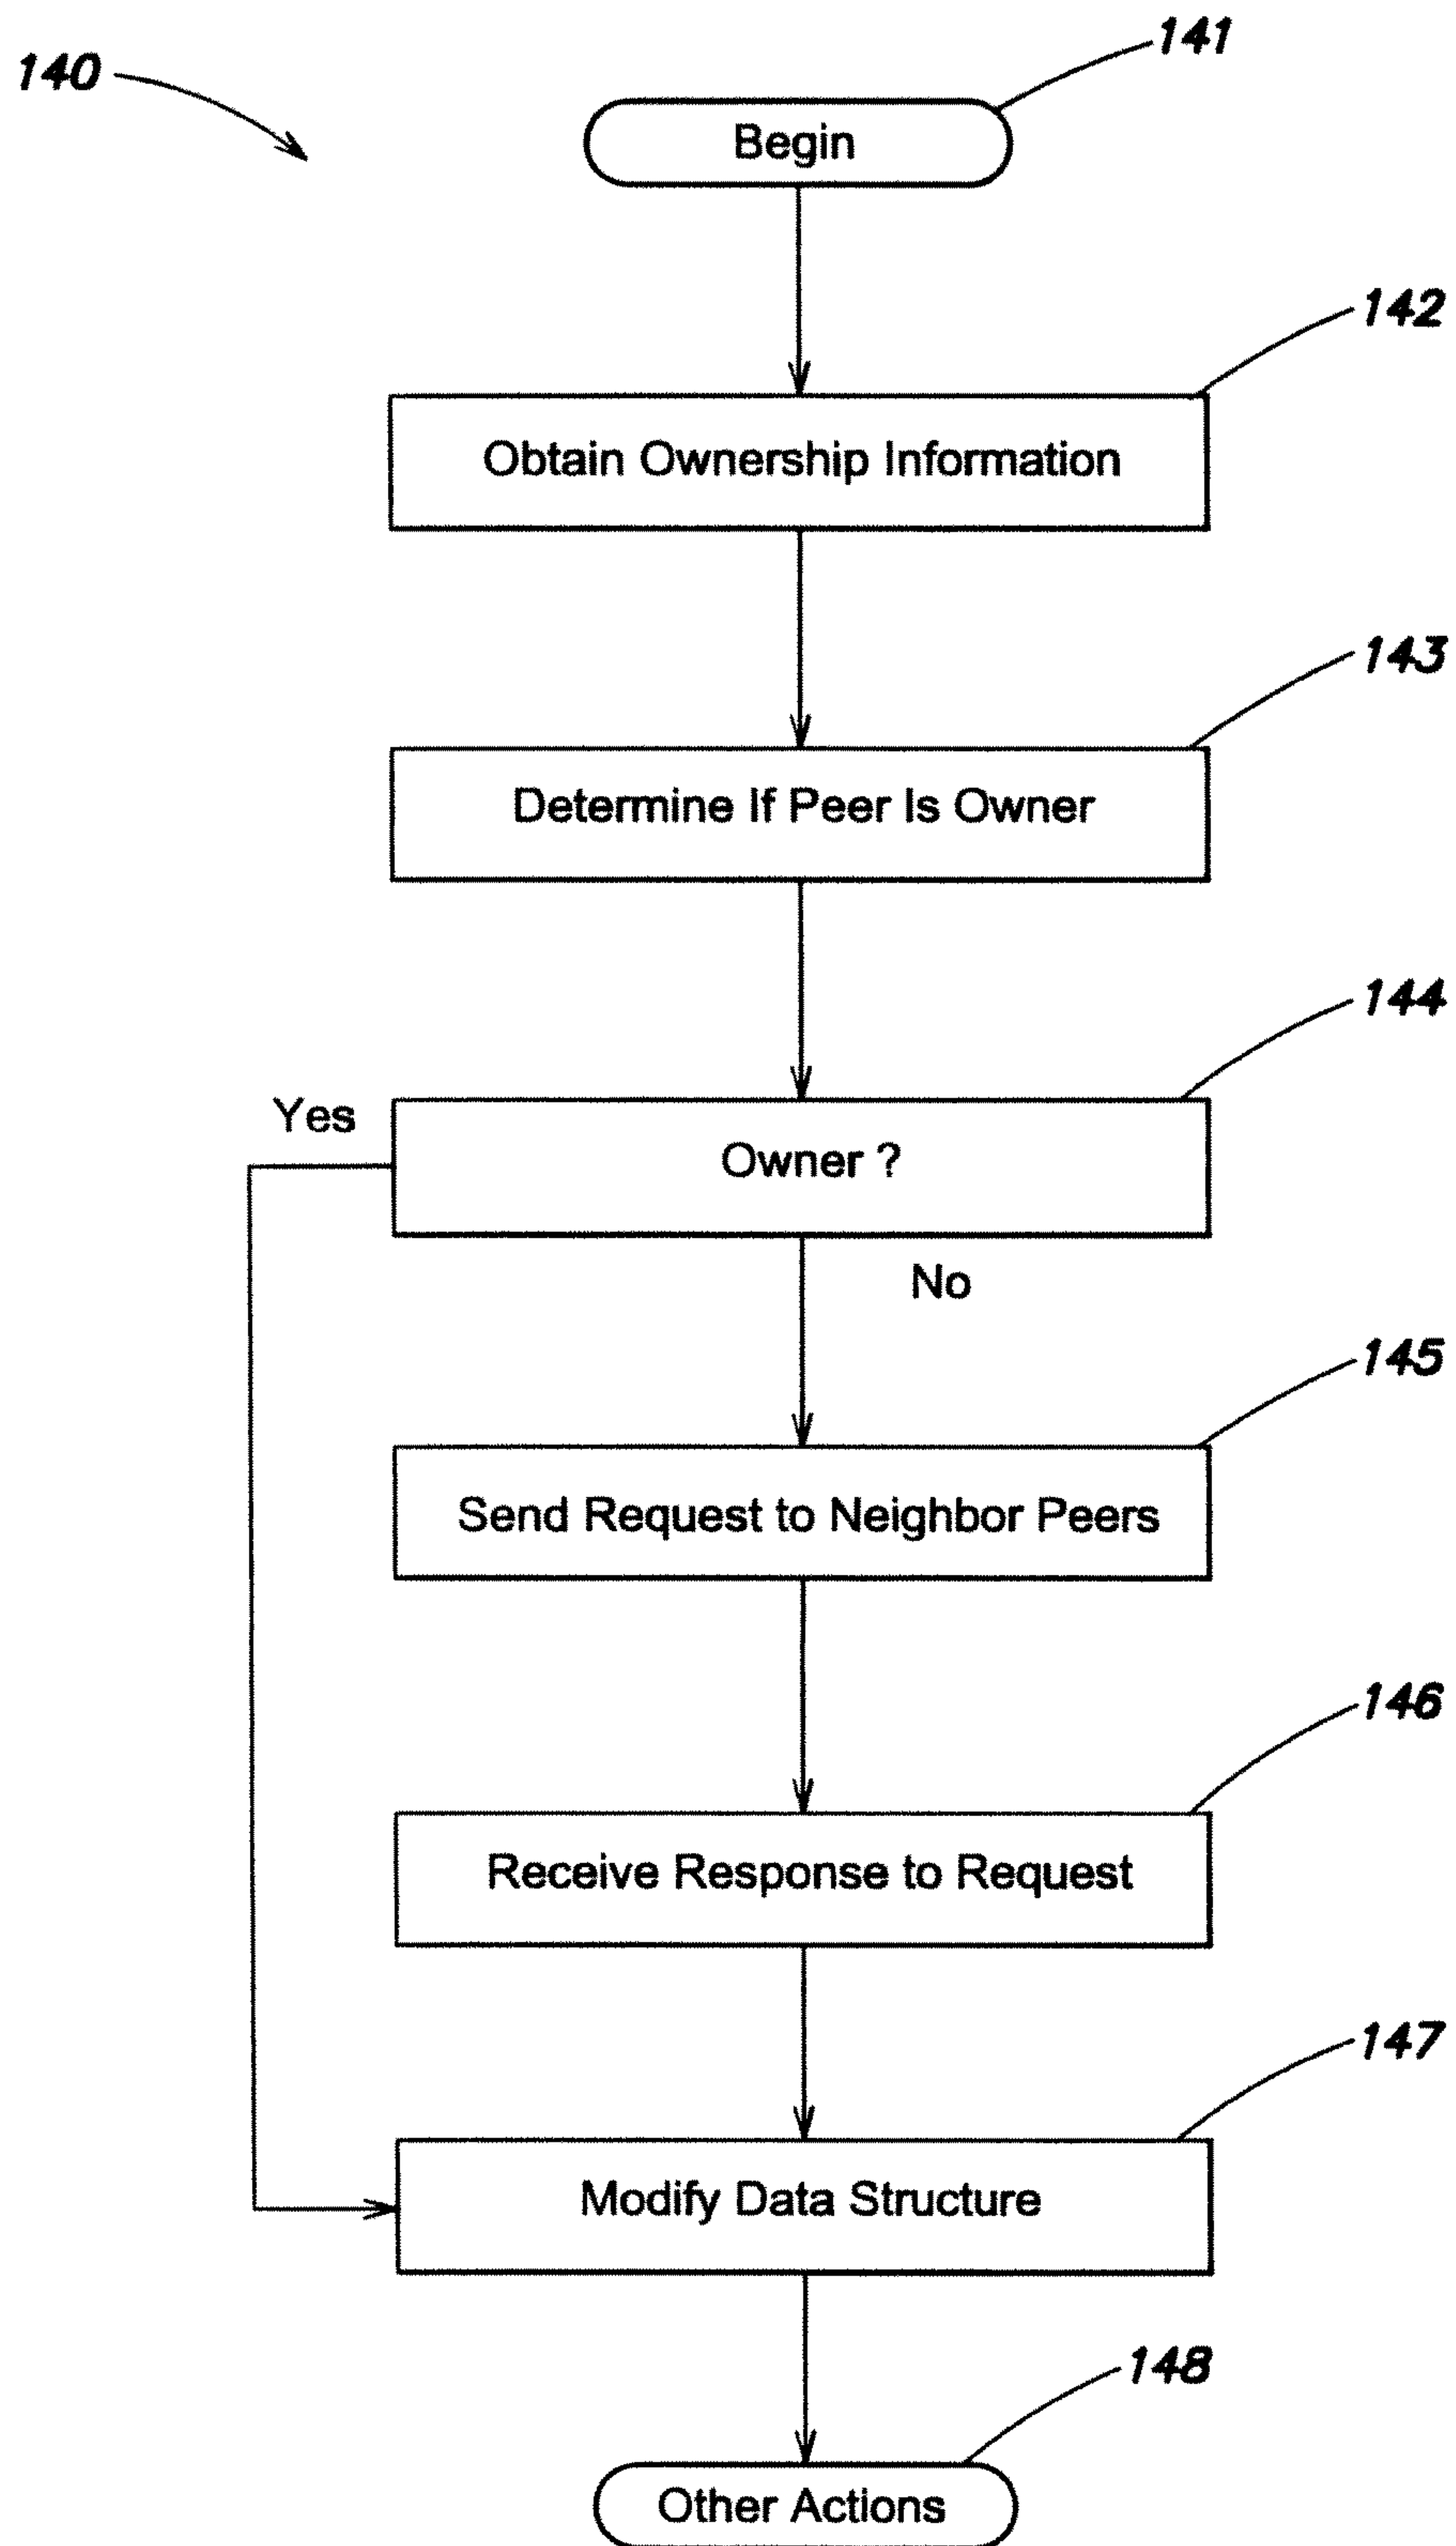 140
141
Begin
142
Obtain Ownership Information
143
Determine If Peer Is Owner
144
Yes
Owner ?
No
145
Send Request to Neighbor Peers
146
Receive Response to Request
147
Modify Data Structure
148
Other Actions